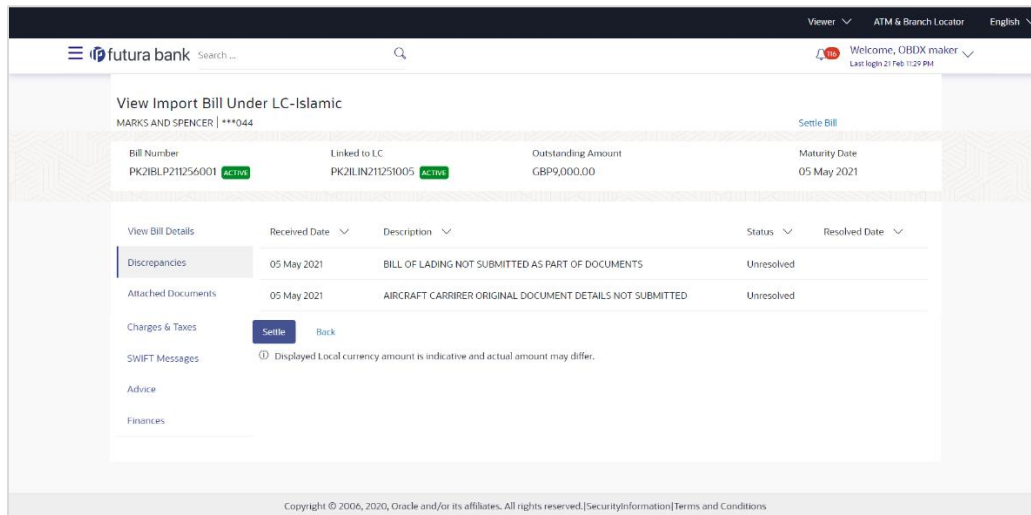 Viewer ATM & Branch Locator English
futura bank Search... 116 Welcome, OBDX maker
Last login 21 Feb 11:29 PM
View Import Bill Under LC-Islamic
MARKS AND SPENCER | ***044 Settle Bill
Bill Number Linked to LC Outstanding Amount Maturity Date
PK2IBLP211256001 ACTIVE PK2ILIN211251005 ACTIVE GBP9,000.00 05 May 2021
View Bill Details Received Date Description Status Resolved Date
Discrepancies 05 May 2021 BILL OF LADING NOT SUBMITTED AS PART OF DOCUMENTS Unresolved
Attached Documents 05 May 2021 AIRCRAFT CARRIRER ORIGINAL DOCUMENT DETAILS NOT SUBMITTED Unresolved
Charges & Taxes Settle Back
SWIFT Messages Displayed Local currency amount is indicative and actual amount may differ.
Advice
Finances
Copyright © 2006, 2020, Oracle and/or its affiliates. All rights reserved.|SecurityInformation|Terms and Conditions